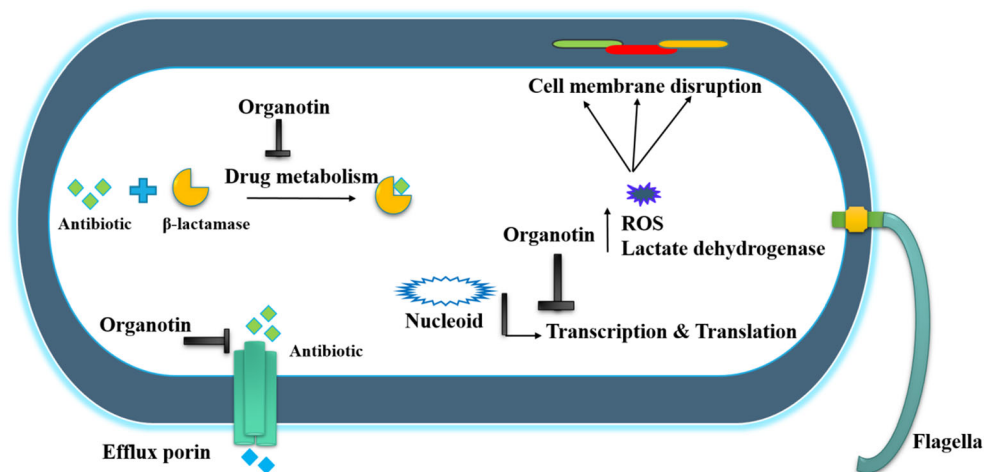 Cell membrane disruption
Organotin
Drug metabolism
Antibiotic
β-lactamase
ROS
Lactate dehydrogenase
Organotin
Nucleoid
Transcription & Translation
Organotin
Antibiotic
Efflux porin
Flagella